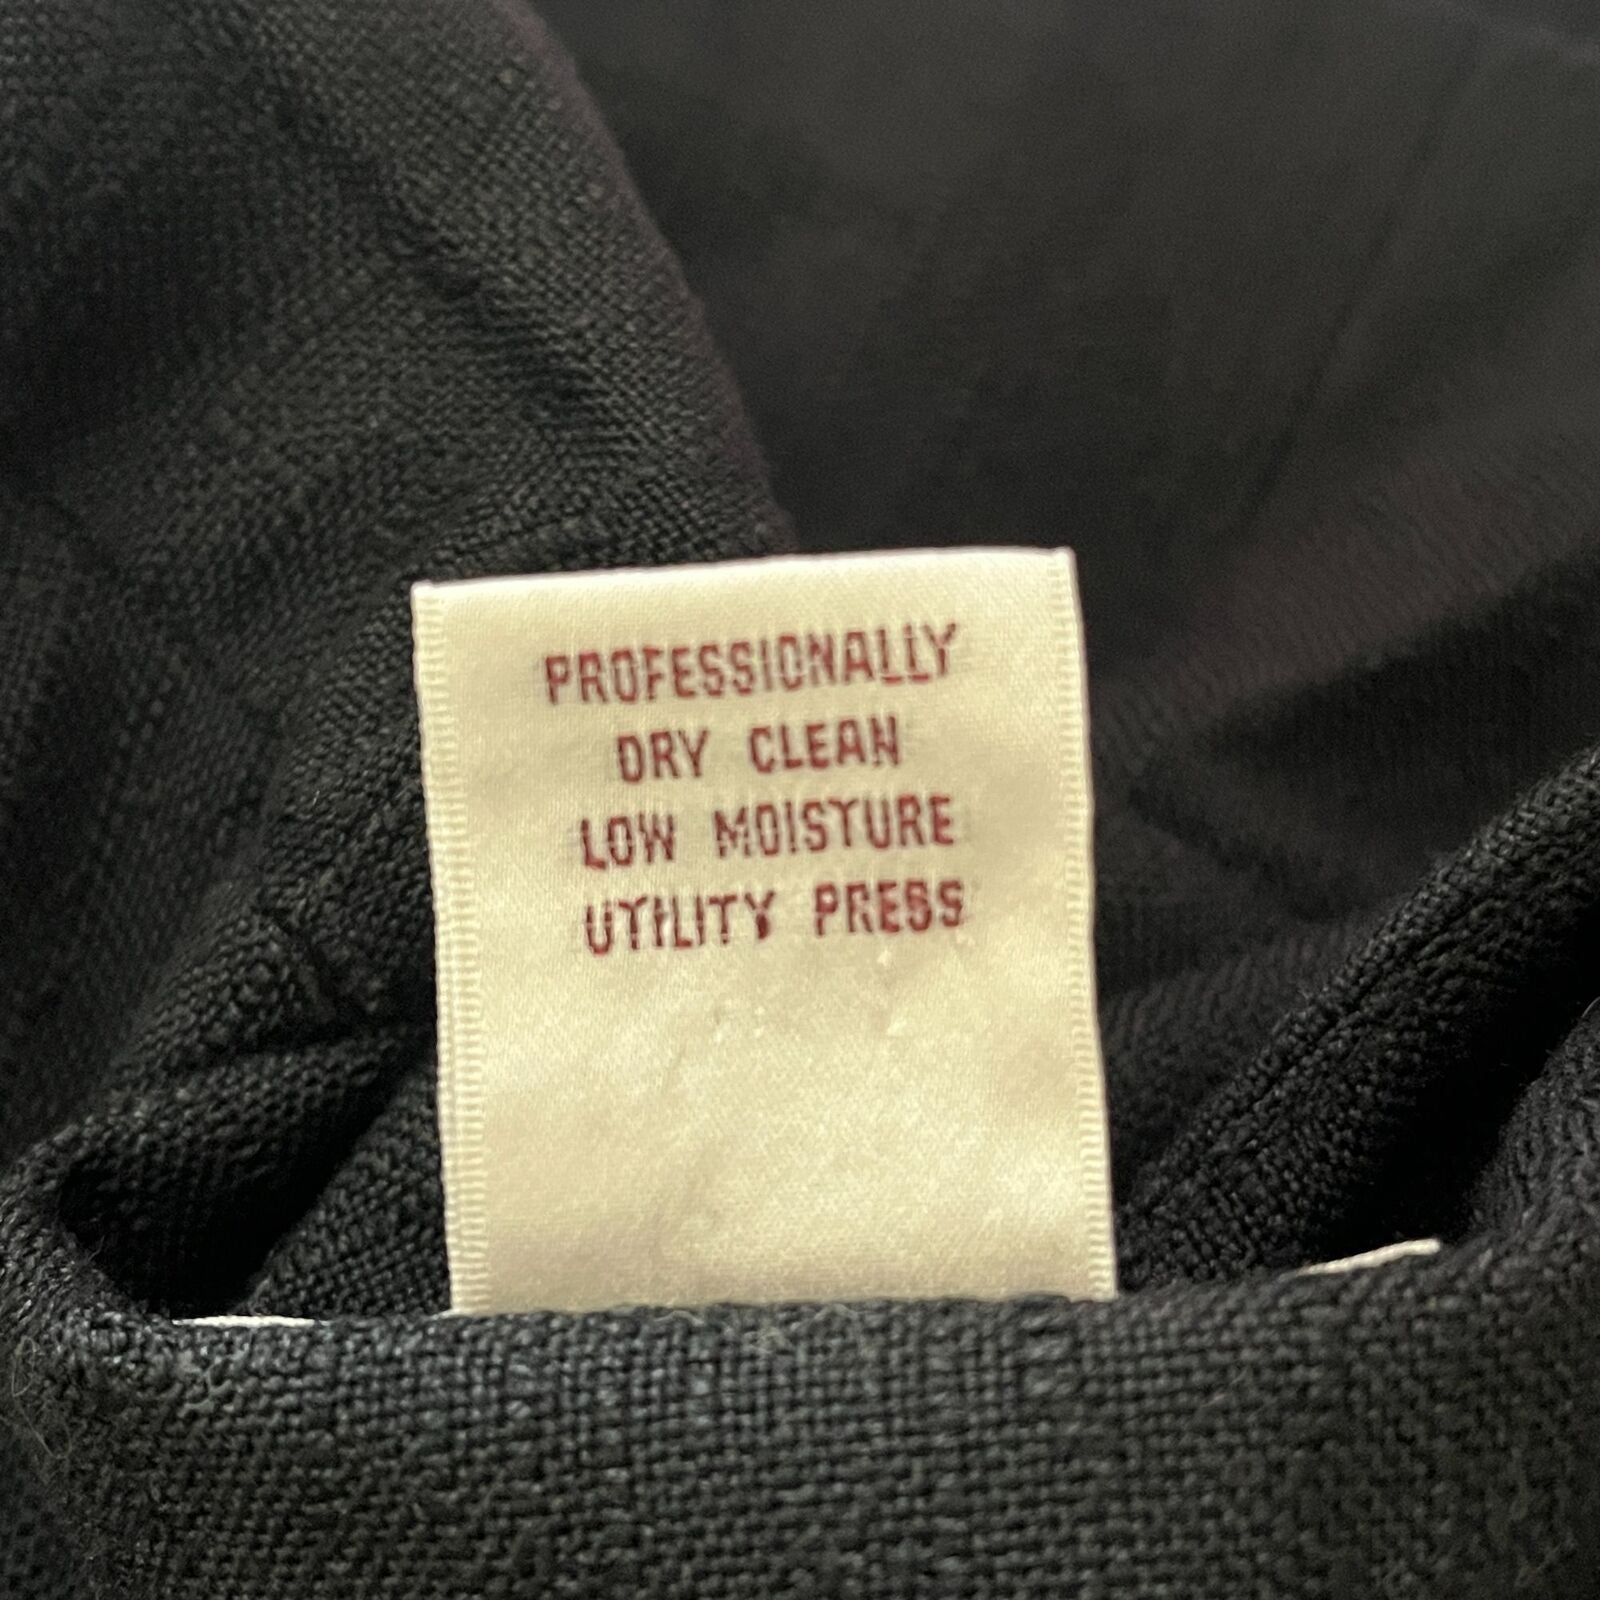 PROFESSIONALLY
DRY CLEAN
LOW MOISTURE
UTILITY PRESS